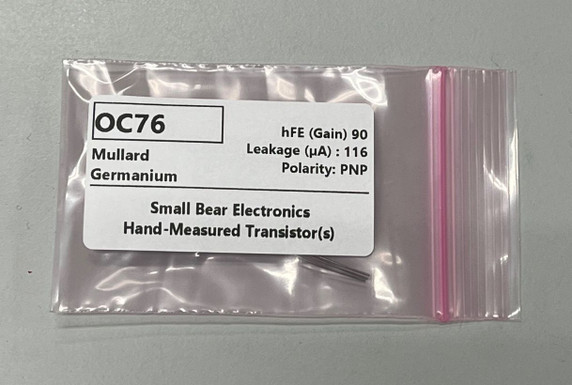 OC76
Mullard
Germanium
hFE (Gain) 90
Leakage (µA) : 116
Polarity: PNP
Small Bear Electronics
Hand-Measured Transistor(s)